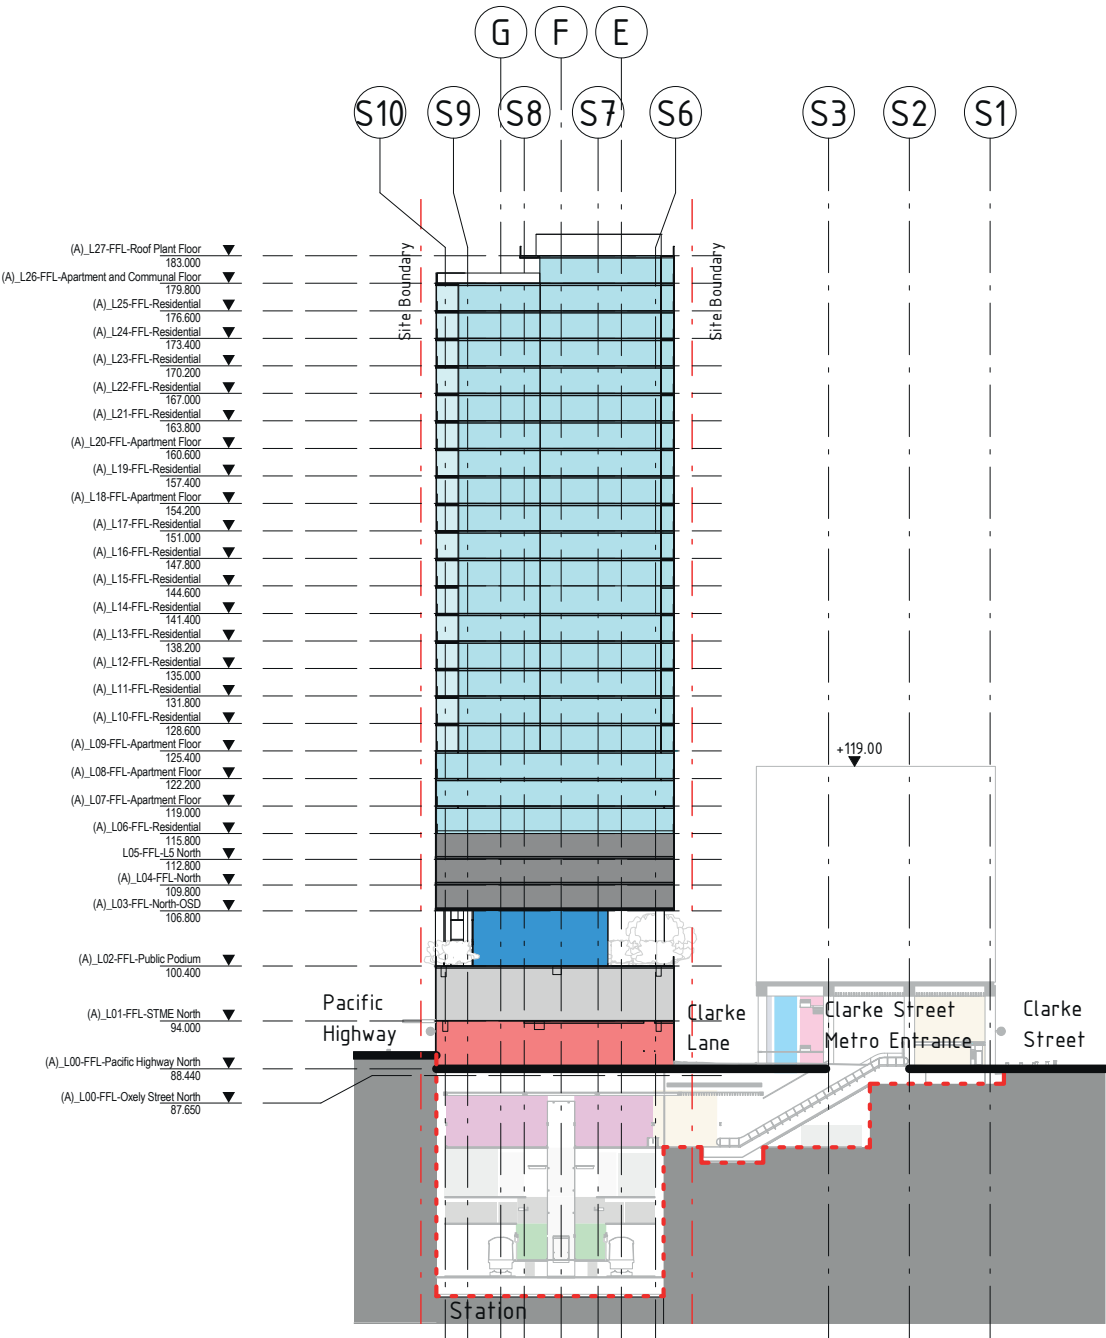 G F E
S10 S9 S8 S7 S6 S3 S2 S1
Site Boundary
Site Boundary
(A)_L27-FFL-Roof Plant Floor
183.000
(A)_L26-FFL-Apartment and Communal Floor
179.800
(A)_L25-FFL-Residential
176.600
(A)_L24-FFL-Residential
173.400
(A)_L23-FFL-Residential
170.200
(A)_L22-FFL-Residential
167.000
(A)_L21-FFL-Residential
163.800
(A)_L20-FFL-Apartment Floor
160.600
(A)_L19-FFL-Residential
157.400
(A)_L18-FFL-Apartment Floor
154.200
(A)_L17-FFL-Residential
151.000
(A)_L16-FFL-Residential
147.800
(A)_L15-FFL-Residential
144.600
(A)_L14-FFL-Residential
141.400
(A)_L13-FFL-Residential
138.200
(A)_L12-FFL-Residential
135.000
(A)_L11-FFL-Residential
131.800
(A)_L10-FFL-Residential
128.600
(A)_L09-FFL-Apartment Floor
125.400
(A)_L08-FFL-Apartment Floor
122.200
(A)_L07-FFL-Apartment Floor
119.000
(A)_L06-FFL-Residential
115.800
L05-FFL-L5 North
112.800
(A)_L04-FFL-North
109.800
(A)_L03-FFL-North-OSD
106.800
(A)_L02-FFL-Public Podium
100.400
(A)_L01-FFL-STME North
94.000
(A)_L00-FFL-Pacific Highway North
88.440
(A)_L00-FFL-Oxely Street North
87.650
+119.00
Pacific
Highway
Clarke
Lane
Clarke Street
Metro Entrance
Clarke
Street
Station